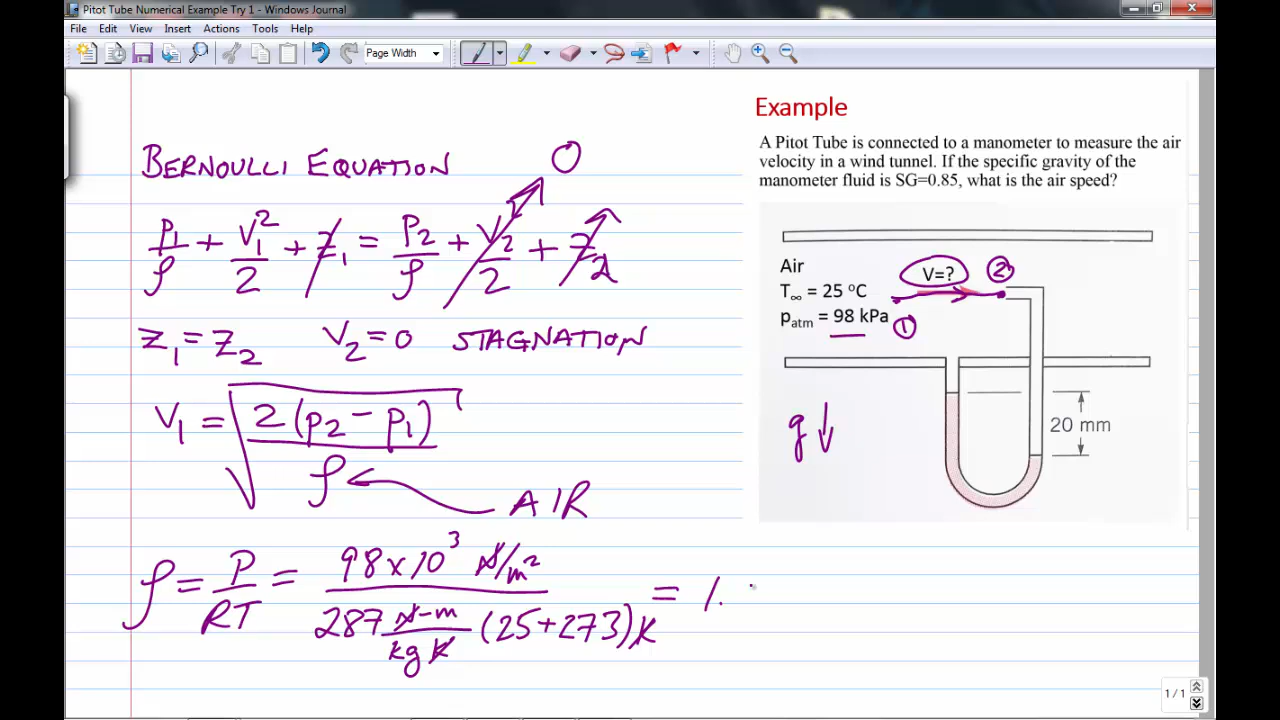 Pitot Tube Numerical Example Try 1 - Windows Journal
File Edit View Insert Actions Tools Help
Page Width
BERNOULLI EQUATION
0
p₁/ρ + V₁²/2 + z₁ = p₂/ρ + V₂²/2 + z₂
z₁ = z₂ V₂ = 0 STAGNATION
V₁ = √(2(p₂ - p₁)/ρ)
AIR
ρ = P/RT = 98x10³ N/m² / 287 N-m/kg K (25+273)K = 1.
Example
A Pitot Tube is connected to a manometer to measure the air
velocity in a wind tunnel. If the specific gravity of the
manometer fluid is SG=0.85, what is the air speed?
Air
V=?
2
T∞ = 25 °C
pₐₜₘ = 98 kPa
1
g
20 mm
1 / 1